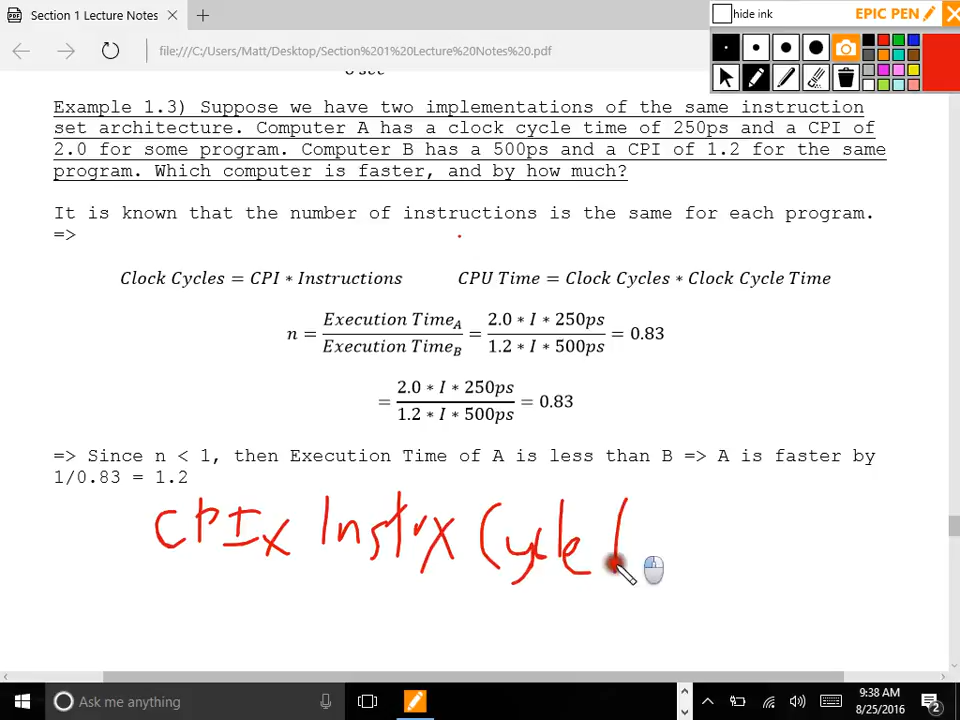 Section 1 Lecture Notes
hide ink
EPIC PEN
file:///C:/Users/Matt/Desktop/Section%201%20Lecture%20Notes%20.pdf
Example 1.3) Suppose we have two implementations of the same instruction
set architecture. Computer A has a clock cycle time of 250ps and a CPI of
2.0 for some program. Computer B has a 500ps and a CPI of 1.2 for the same
program. Which computer is faster, and by how much?
It is known that the number of instructions is the same for each program.
=>
Clock Cycles = CPI ∗ Instructions CPU Time = Clock Cycles ∗ Clock Cycle Time
n = Execution Time_A / Execution Time_B = 2.0 ∗ I ∗ 250ps / 1.2 ∗ I ∗ 500ps = 0.83
= 2.0 ∗ I ∗ 250ps / 1.2 ∗ I ∗ 500ps = 0.83
=> Since n < 1, then Execution Time of A is less than B => A is faster by
1/0.83 = 1.2
CPI x Instr x Cycle
Ask me anything
9:38 AM
8/25/2016
2